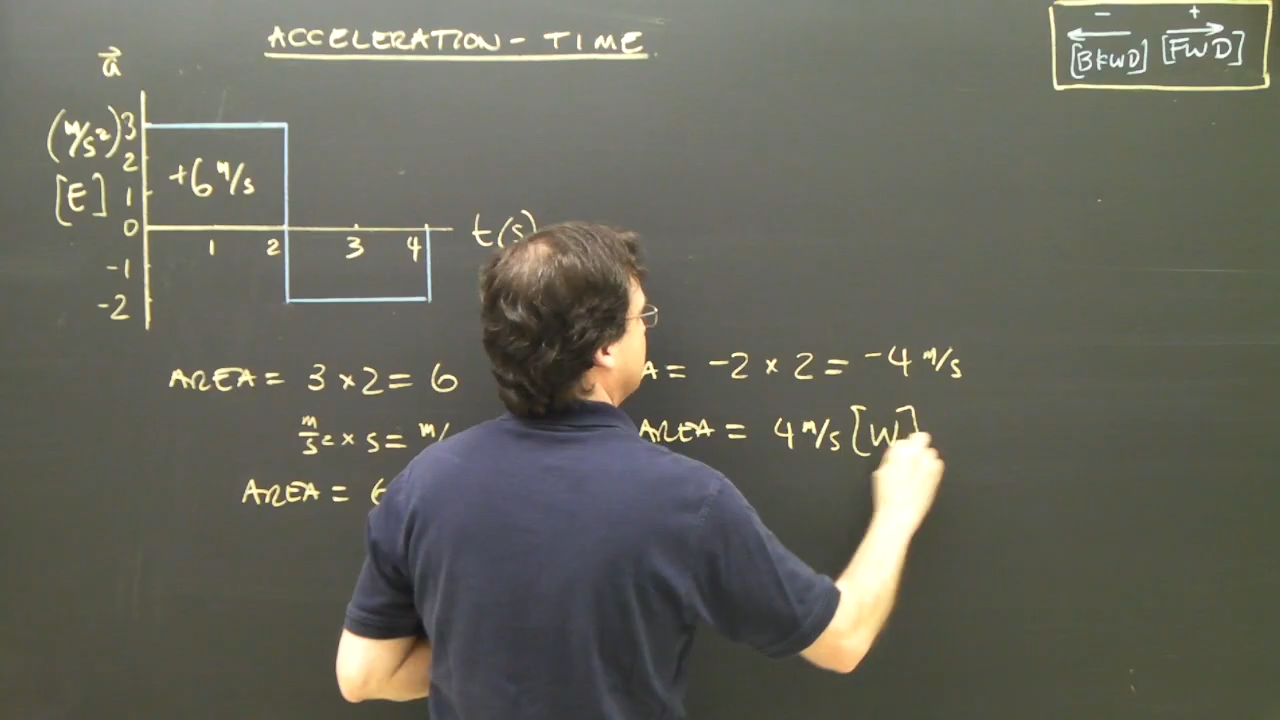 ACCELERATION - TIME
- +
[BKWD] [FWD]
a
(m/s²) 3
2
[E] 1
0
-1
-2
+6 m/s
1 2 3 4 t(s)
AREA = 3 × 2 = 6
m/s² × s = m/
AREA =
= -2 × 2 = -4 m/s
AREA = 4 m/s [W]